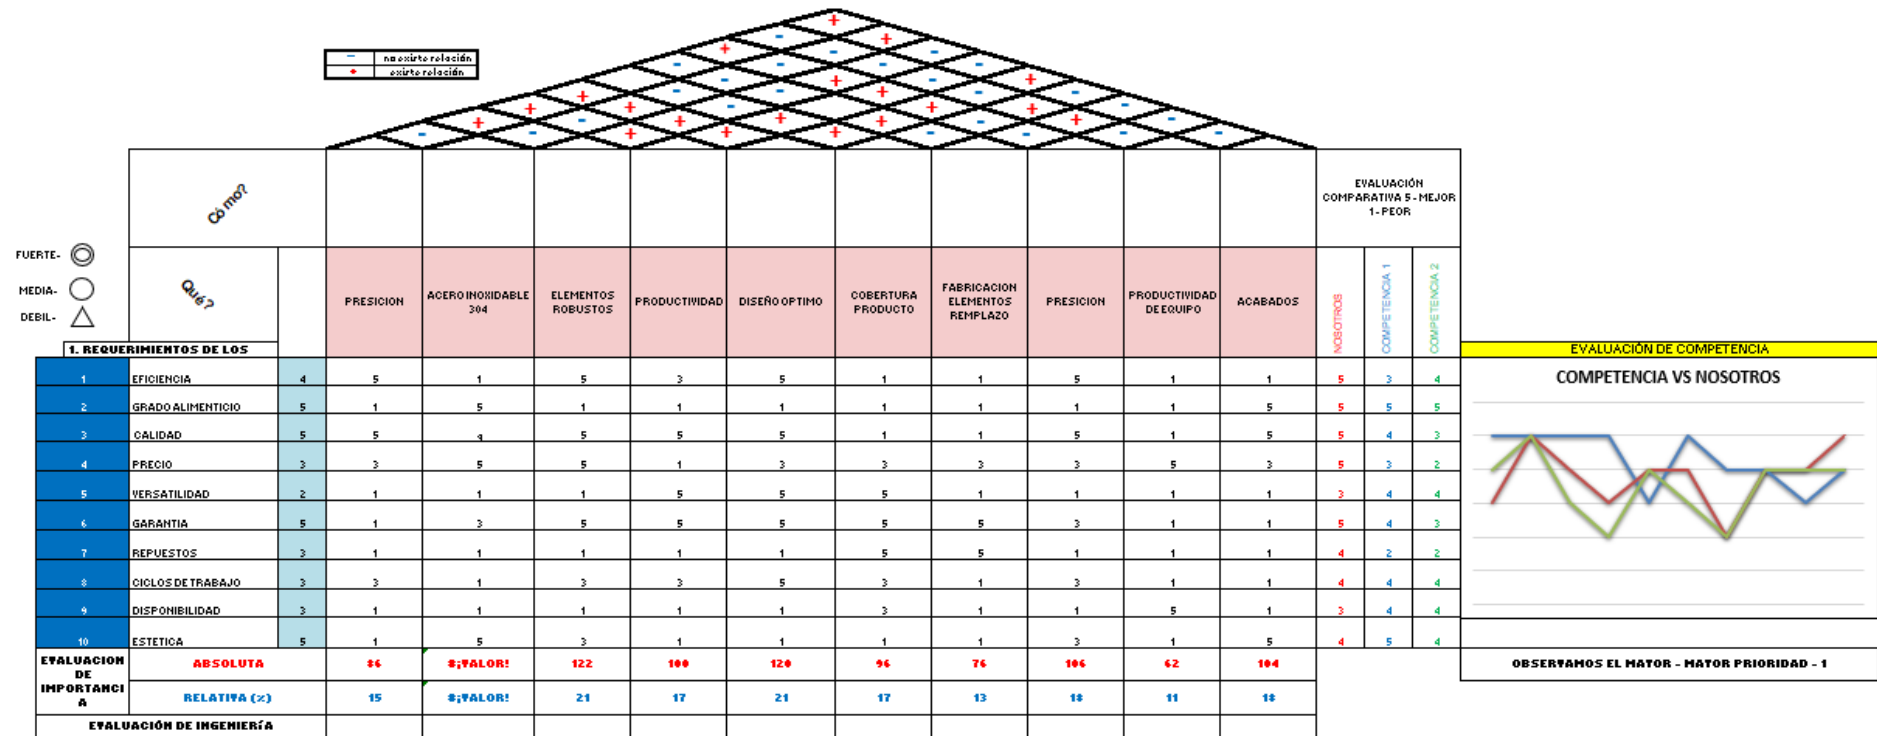 - no existe relación
+ existe relación
Có mo?
EVALUACIÓN
COMPARATIVA 5 - MEJOR
1 - PEOR
FUERTE-
MEDIA-
DEBIL-
Qué?
PRESICION
ACERO INOXIDABLE
304
ELEMENTOS
ROBUSTOS
PRODUCTIVIDAD
DISEÑO OPTIMO
COBERTURA
PRODUCTO
FABRICACION
ELEMENTOS
REMPLAZO
PRESICION
PRODUCTIVIDAD
DE EQUIPO
ACABADOS
NOSOTROS
COMPETENCIA 1
COMPETENCIA 2
1. REQUERIMIENTOS DE LOS
EVALUACIÓN DE COMPETENCIA
COMPETENCIA VS NOSOTROS
1 EFICIENCIA 4 5 1 5 3 5 1 1 5 1 1 5 3 4
2 GRADO ALIMENTICIO 5 1 5 1 1 1 1 1 1 1 5 5 5 5
3 CALIDAD 5 5 q 5 5 5 1 1 5 1 5 5 4 3
4 PRECIO 3 3 5 5 1 3 3 3 3 5 3 5 3 2
5 VERSATILIDAD 2 1 1 1 5 5 5 1 1 1 1 3 4 4
6 GARANTIA 5 1 3 5 5 5 5 5 3 1 1 5 4 3
7 REPUESTOS 3 1 1 1 1 1 5 5 1 1 1 4 2 2
8 CICLOS DE TRABAJO 3 3 1 3 3 5 3 1 3 1 1 4 4 4
9 DISPONIBILIDAD 3 1 1 1 1 1 3 1 1 5 1 3 4 4
10 ESTETICA 5 1 5 3 1 1 1 1 3 1 5 4 5 4
EVALUACION
DE
IMPORTANCI
A
ABSOLUTA 86 #¡VALOR! 122 100 120 96 76 106 62 104
RELATIVA (%) 15 #¡VALOR! 21 17 21 17 13 18 11 18
OBSERVAMOS EL MAYOR - MAYOR PRIORIDAD - 1
EVALUACIÓN DE INGENIERÍA